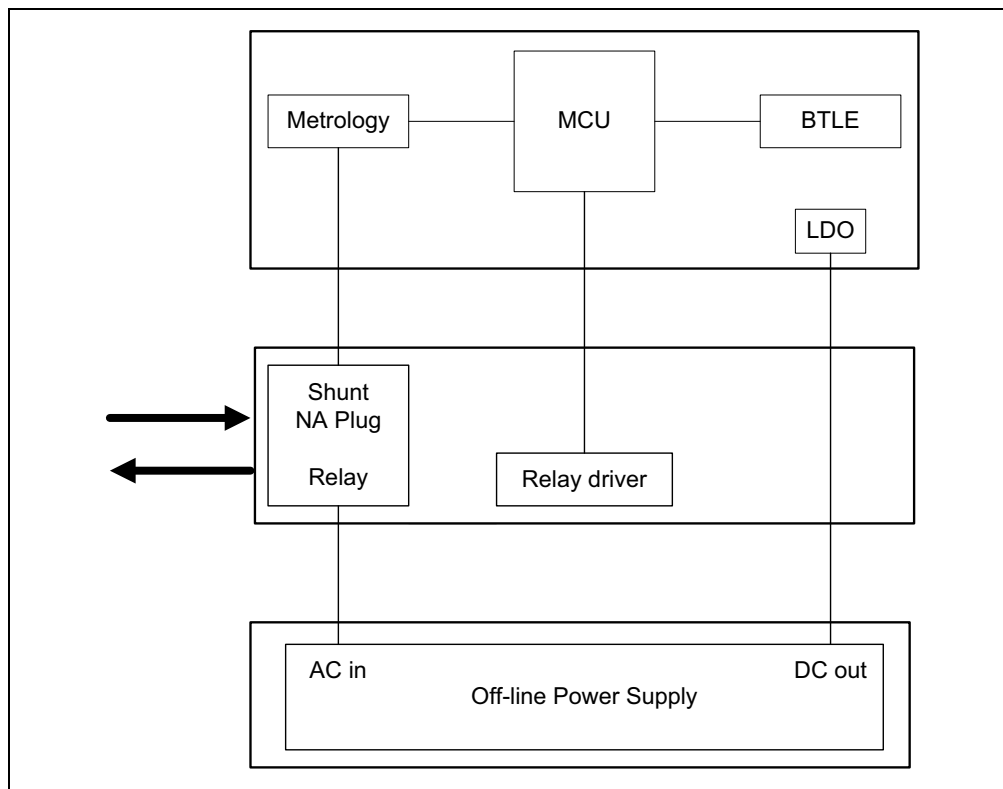 Metrology
MCU
BTLE
LDO
Shunt
NA Plug
Relay
Relay driver
AC in
DC out
Off-line Power Supply